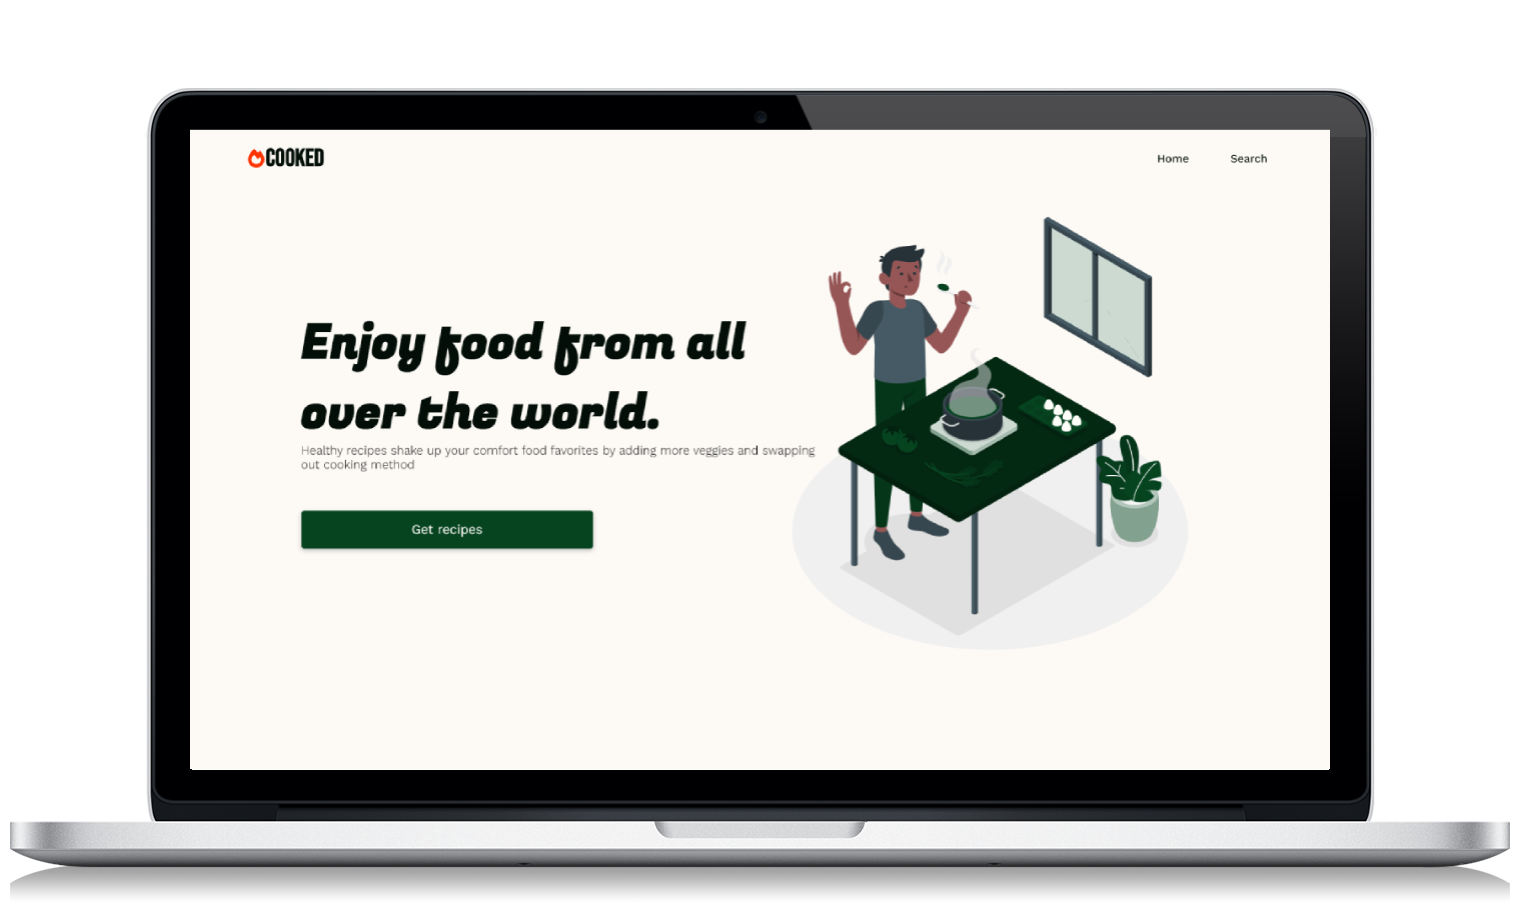 COOKED
Home
Search
Enjoy food from all
over the world.
Healthy recipes shake up your comfort food favorites by adding more veggies and swapping
out cooking method
Get recipes